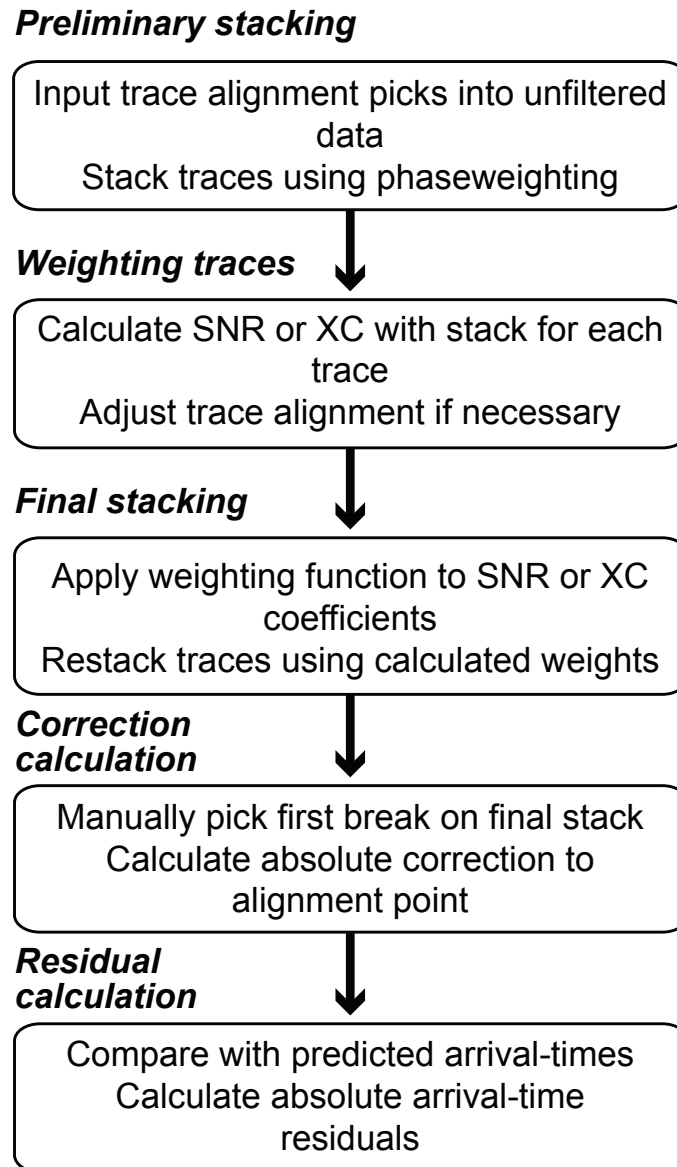 Preliminary stacking
Input trace alignment picks into unfiltered
data
Stack traces using phaseweighting
Weighting traces
Calculate SNR or XC with stack for each
trace
Adjust trace alignment if necessary
Final stacking
Apply weighting function to SNR or XC
coefficients
Restack traces using calculated weights
Correction
calculation
Manually pick first break on final stack
Calculate absolute correction to
alignment point
Residual
calculation
Compare with predicted arrival-times
Calculate absolute arrival-time
residuals